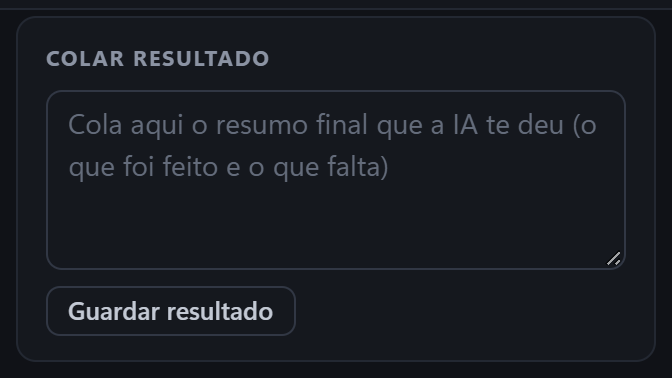 COLAR RESULTADO
Cola aqui o resumo final que a IA te deu (o
que foi feito e o que falta)
Guardar resultado